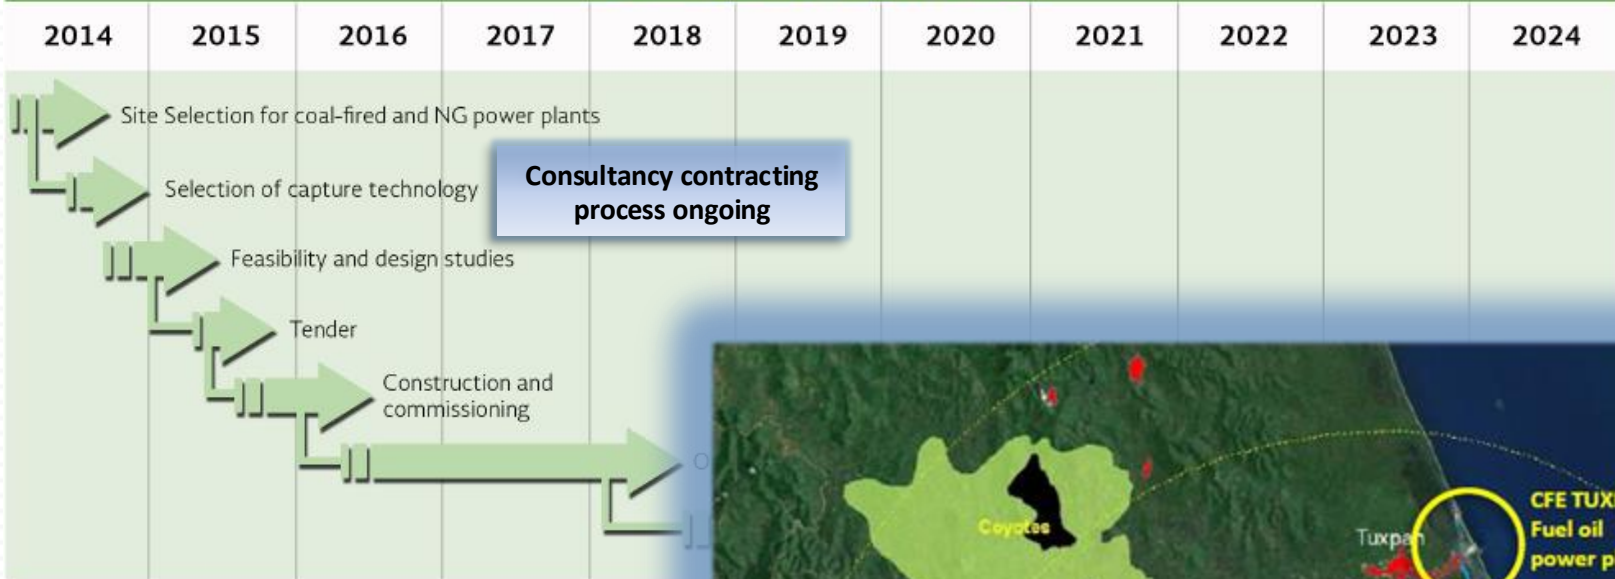 2014 2015 2016 2017 2018 2019 2020 2021 2022 2023 2024
Site Selection for coal-fired and NG power plants
Selection of capture technology
Consultancy contracting
process ongoing
Feasibility and design studies
Tender
Construction and
commissioning
Coyotes
Tuxpan
CFE
Fuel oil
power